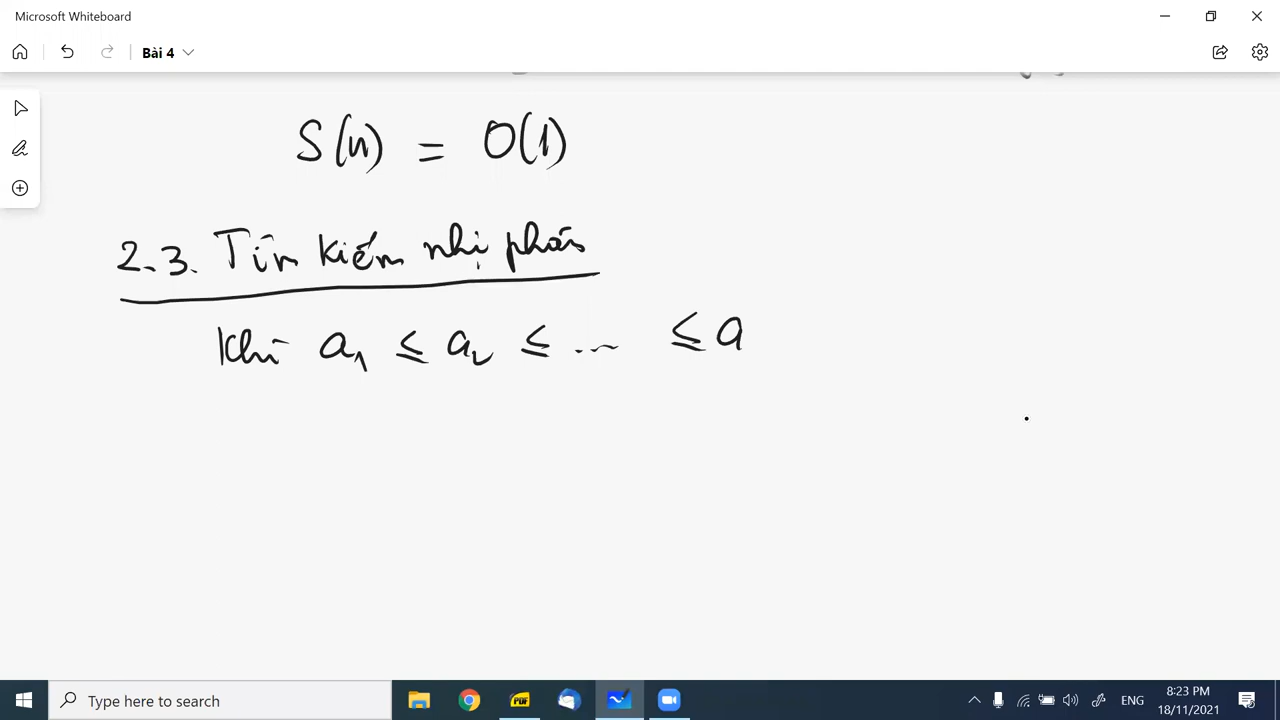 Microsoft Whiteboard
Bài 4
S(n) = O(1)
2.3. Tìm kiếm nhị phân
Khi a₁ ≤ a₂ ≤ ... ≤ a
Type here to search
PDF
ENG
8:23 PM
18/11/2021